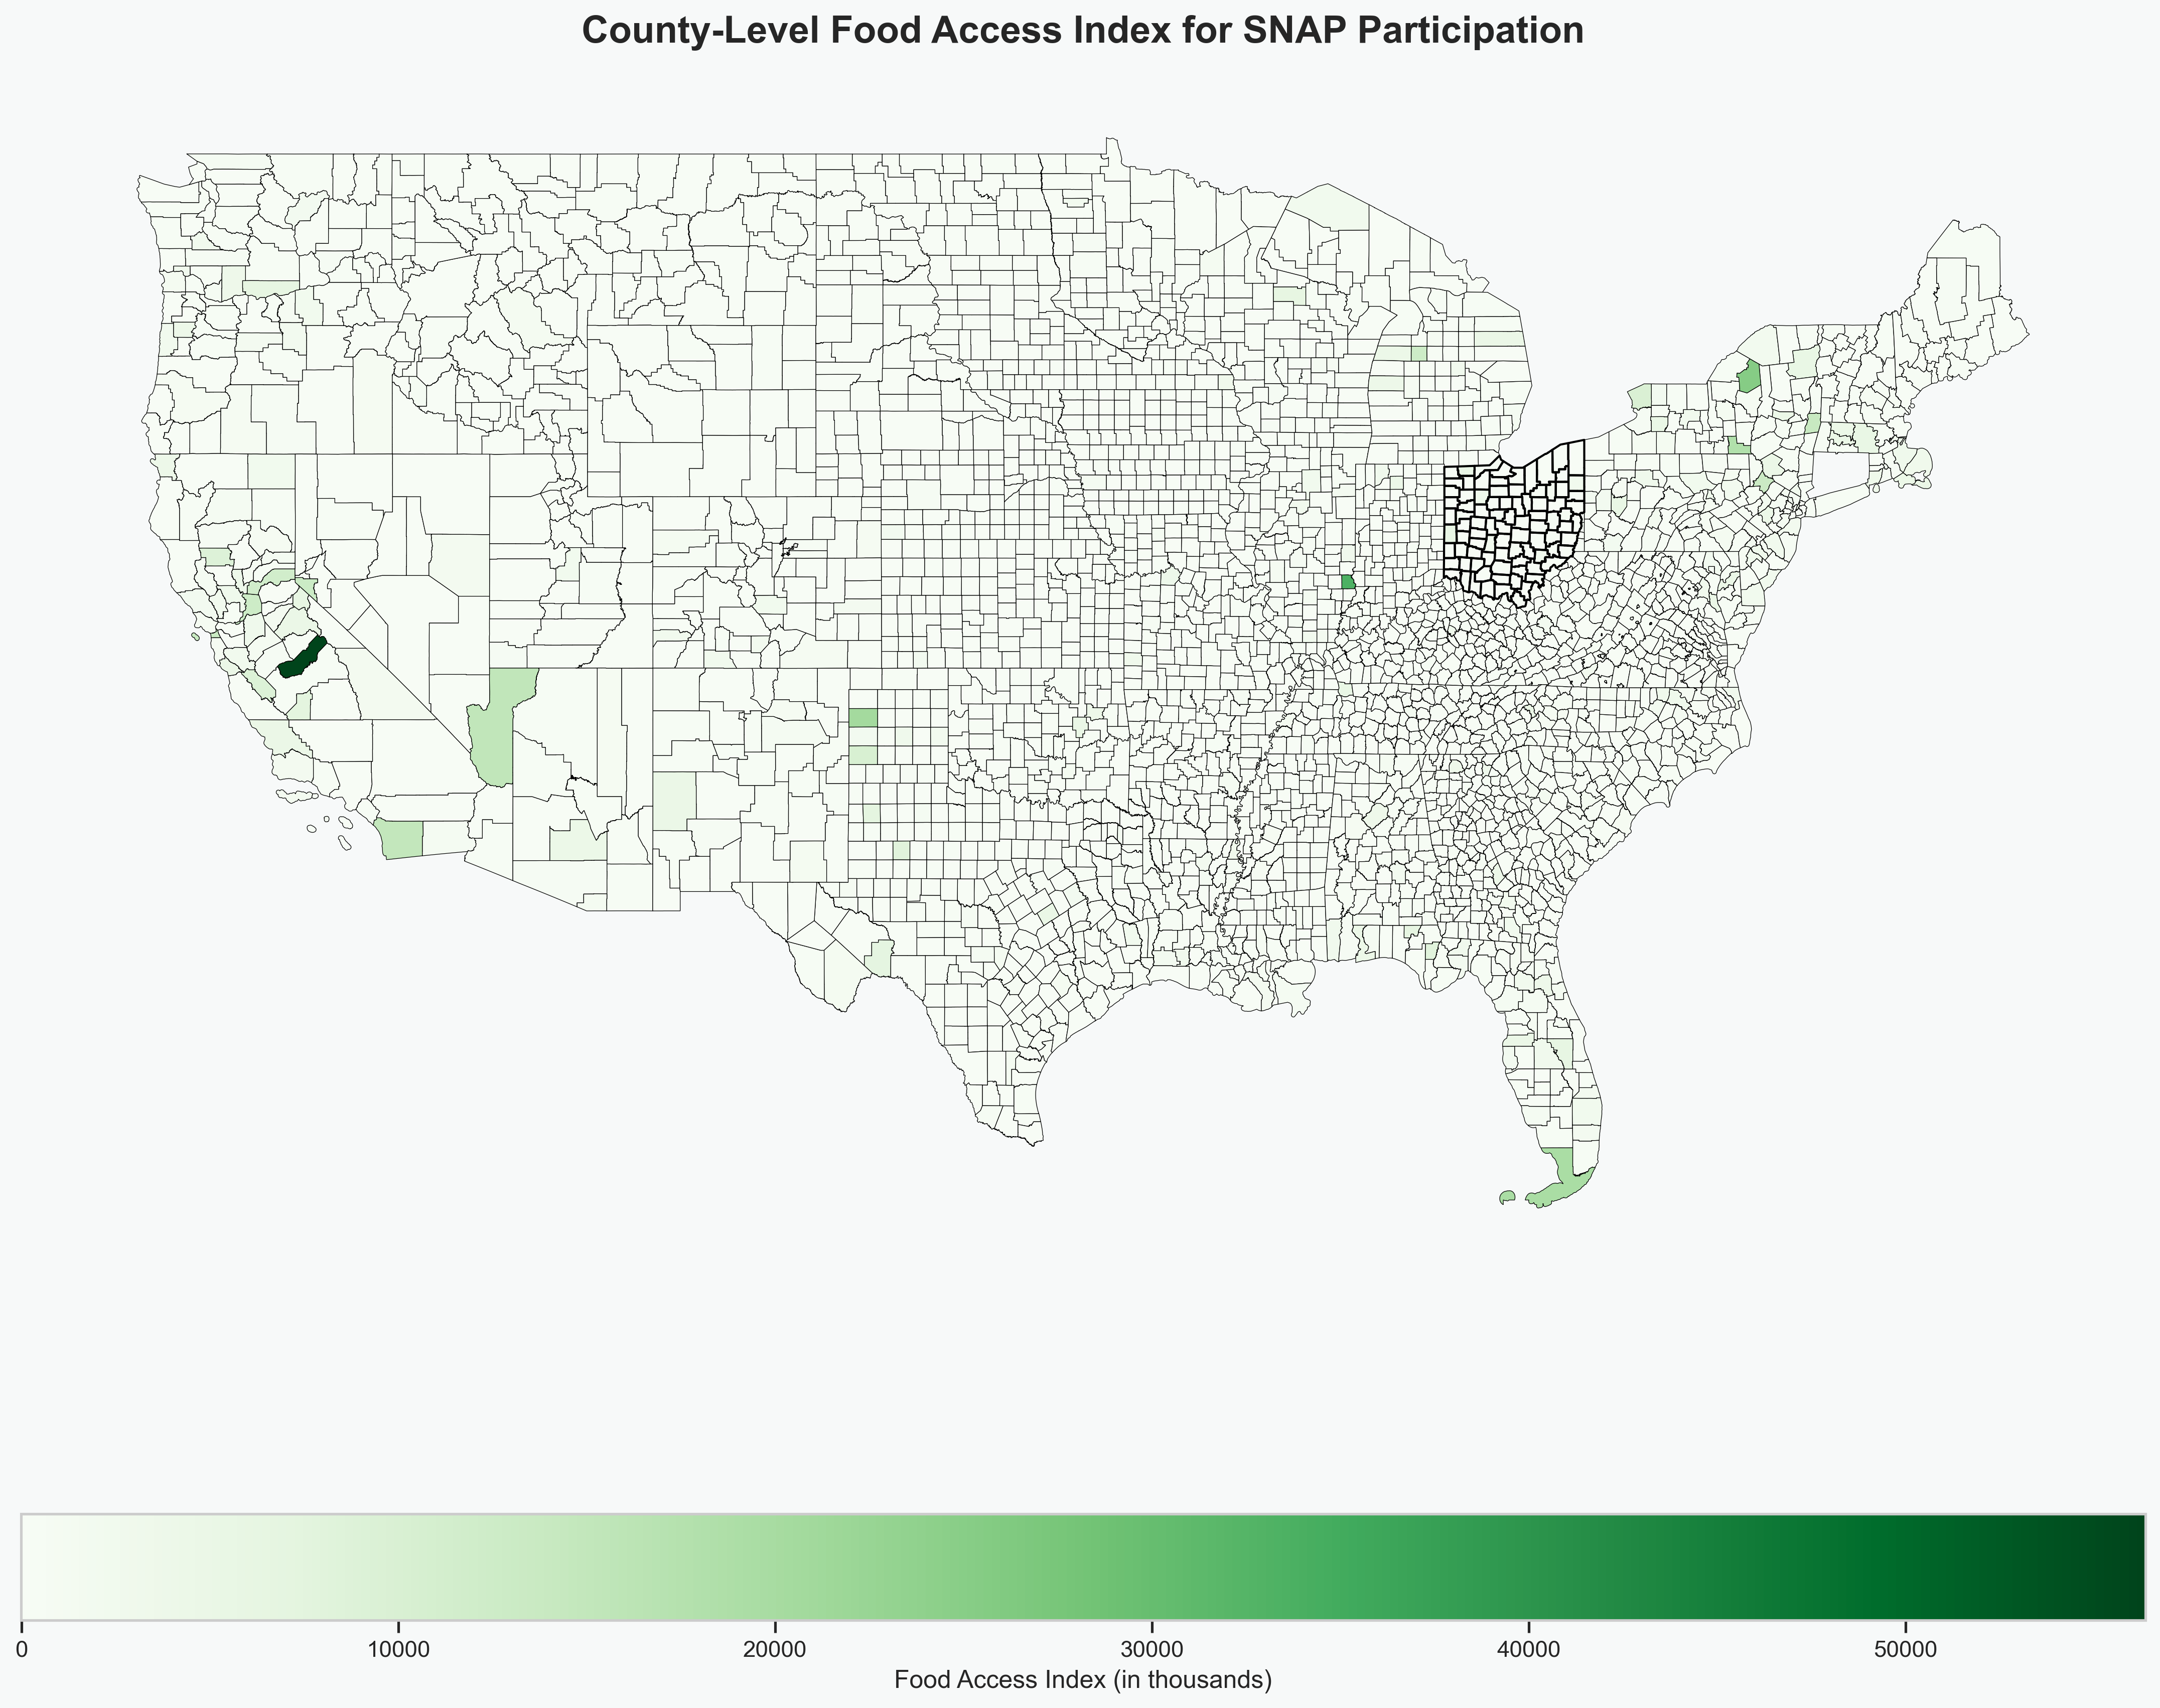 County-Level Food Access Index for SNAP Participation
0 10000 20000 30000 40000 50000
Food Access Index (in thousands)